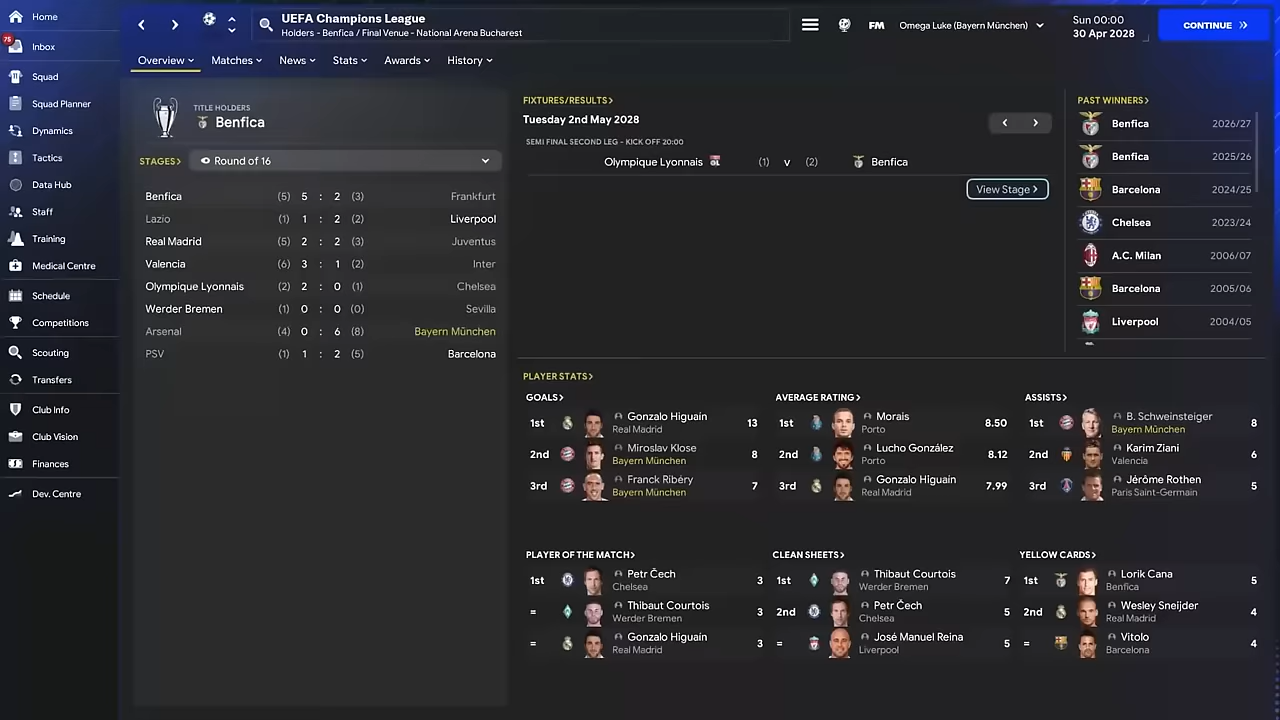 Home
75
Inbox
Squad
Squad Planner
Dynamics
Tactics
Data Hub
Staff
Training
Medical Centre
Schedule
Competitions
Scouting
Transfers
Club Info
Club Vision
Finances
Dev. Centre
UEFA Champions League
Holders - Benfica / Final Venue - National Arena Bucharest
FM
Omega Luke (Bayern München)
Sun 00:00
30 Apr 2028
CONTINUE
Overview
Matches
News
Stats
Awards
History
TITLE HOLDERS
Benfica
STAGES>
Round of 16
Benfica (5) 5 : 2 (3) Frankfurt
Lazio (1) 1 : 2 (2) Liverpool
Real Madrid (5) 2 : 2 (3) Juventus
Valencia (6) 3 : 1 (2) Inter
Olympique Lyonnais (2) 2 : 0 (1) Chelsea
Werder Bremen (1) 0 : 0 (0) Sevilla
Arsenal (4) 0 : 6 (8) Bayern München
PSV (1) 1 : 2 (5) Barcelona
FIXTURES/RESULTS>
Tuesday 2nd May 2028
SEMI FINAL SECOND LEG - KICK OFF 20:00
Olympique Lyonnais (1) v (2) Benfica
View Stage >
PAST WINNERS>
Benfica 2026/27
Benfica 2025/26
Barcelona 2024/25
Chelsea 2023/24
A.C. Milan 2006/07
Barcelona 2005/06
Liverpool 2004/05
PLAYER STATS>
GOALS>
1st Gonzalo Higuaín 13
Real Madrid
2nd Miroslav Klose 8
Bayern München
3rd Franck Ribéry 7
Bayern München
AVERAGE RATING>
1st Morais 8.50
Porto
2nd Lucho González 8.12
Porto
3rd Gonzalo Higuaín 7.99
Real Madrid
ASSISTS>
1st B. Schweinsteiger 8
Bayern München
2nd Karim Ziani 6
Valencia
3rd Jérôme Rothen 5
Paris Saint-Germain
PLAYER OF THE MATCH>
1st Petr Čech 3
Chelsea
= Thibaut Courtois 3
Werder Bremen
= Gonzalo Higuaín 3
Real Madrid
CLEAN SHEETS>
1st Thibaut Courtois 7
Werder Bremen
2nd Petr Čech 5
Chelsea
= José Manuel Reina 5
Liverpool
YELLOW CARDS>
1st Lorik Cana 5
Benfica
2nd Wesley Sneijder 4
Real Madrid
= Vitolo 4
Barcelona